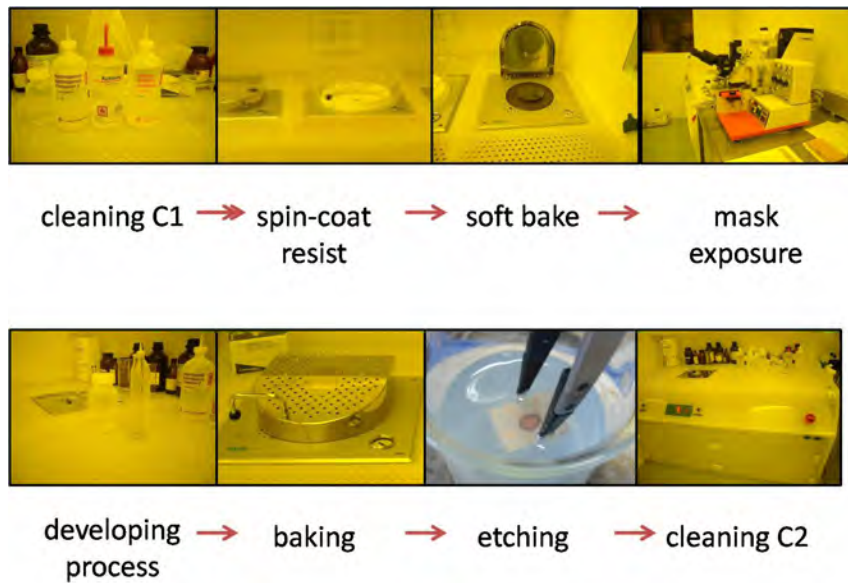 cleaning C1
spin-coat
resist
soft bake
mask
exposure
developing
process
baking
etching
cleaning C2